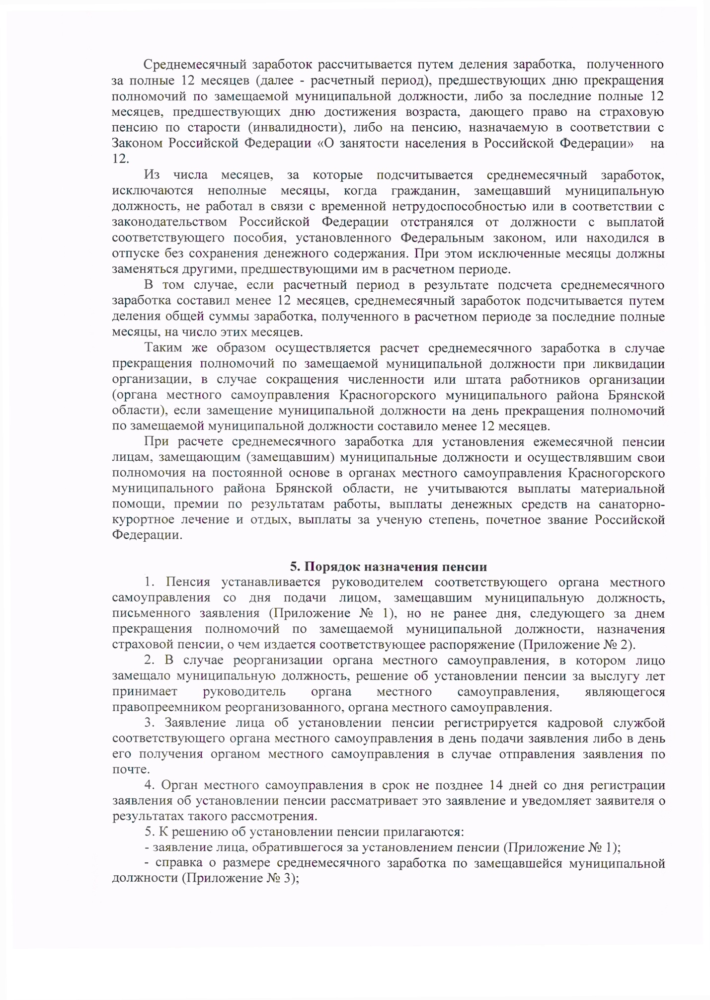 Среднемесячный заработок рассчитывается путем деления заработка, полученного
за полные 12 месяцев (далее - расчетный период), предшествующих дню прекращения
полномочий по замещаемой муниципальной должности, либо за последние полные 12
месяцев, предшествующих дню достижения возраста, дающего право на страховую
пенсию по старости (инвалидности), либо на пенсию, назначаемую в соответствии с
Законом Российской Федерации «О занятости населения в Российской Федерации» на
12.
Из числа месяцев, за которые подсчитывается среднемесячный заработок,
исключаются неполные месяцы, когда гражданин, замещавший муниципальную
должность, не работал в связи с временной нетрудоспособностью или в соответствии с
законодательством Российской Федерации отстранялся от должности с выплатой
соответствующего пособия, установленного Федеральным законом, или находился в
отпуске без сохранения денежного содержания. При этом исключенные месяцы должны
заменяться другими, предшествующими им в расчетном периоде.
В том случае, если расчетный период в результате подсчета среднемесячного
заработка составил менее 12 месяцев, среднемесячный заработок подсчитывается путем
деления общей суммы заработка, полученного в расчетном периоде за последние полные
месяцы, на число этих месяцев.
Таким же образом осуществляется расчет среднемесячного заработка в случае
прекращения полномочий по замещаемой муниципальной должности при ликвидации
организации, в случае сокращения численности или штата работников организации
(органа местного самоуправления Красногорского муниципального района Брянской
области), если замещение муниципальной должности на день прекращения полномочий
по замещаемой муниципальной должности составило менее 12 месяцев.
При расчете среднемесячного заработка для установления ежемесячной пенсии
лицам, замещающим (замещавшим) муниципальные должности и осуществлявшим свои
полномочия на постоянной основе в органах местного самоуправления Красногорского
муниципального района Брянской области, не учитываются выплаты материальной
помощи, премии по результатам работы, выплаты денежных средств на санаторно-
курортное лечение и отдых, выплаты за ученую степень, почетное звание Российской
Федерации.
5. Порядок назначения пенсии
1. Пенсия устанавливается руководителем соответствующего органа местного
самоуправления со дня подачи лицом, замещавшим муниципальную должность,
письменного заявления (Приложение № 1), но не ранее дня, следующего за днем
прекращения полномочий по замещаемой муниципальной должности, назначения
страховой пенсии, о чем издается соответствующее распоряжение (Приложение № 2).
2. В случае реорганизации органа местного самоуправления, в котором лицо
замещало муниципальную должность, решение об установлении пенсии за выслугу лет
принимает руководитель органа местного самоуправления, являющегося
правопреемником реорганизованного, органа местного самоуправления.
3. Заявление лица об установлении пенсии регистрируется кадровой службой
соответствующего органа местного самоуправления в день подачи заявления либо в день
его получения органом местного самоуправления в случае отправления заявления по
почте.
4. Орган местного самоуправления в срок не позднее 14 дней со дня регистрации
заявления об установлении пенсии рассматривает это заявление и уведомляет заявителя о
результатах такого рассмотрения.
5. К решению об установлении пенсии прилагаются:
- заявление лица, обратившегося за установлением пенсии (Приложение № 1);
- справка о размере среднемесячного заработка по замещавшейся муниципальной
должности (Приложение № 3);